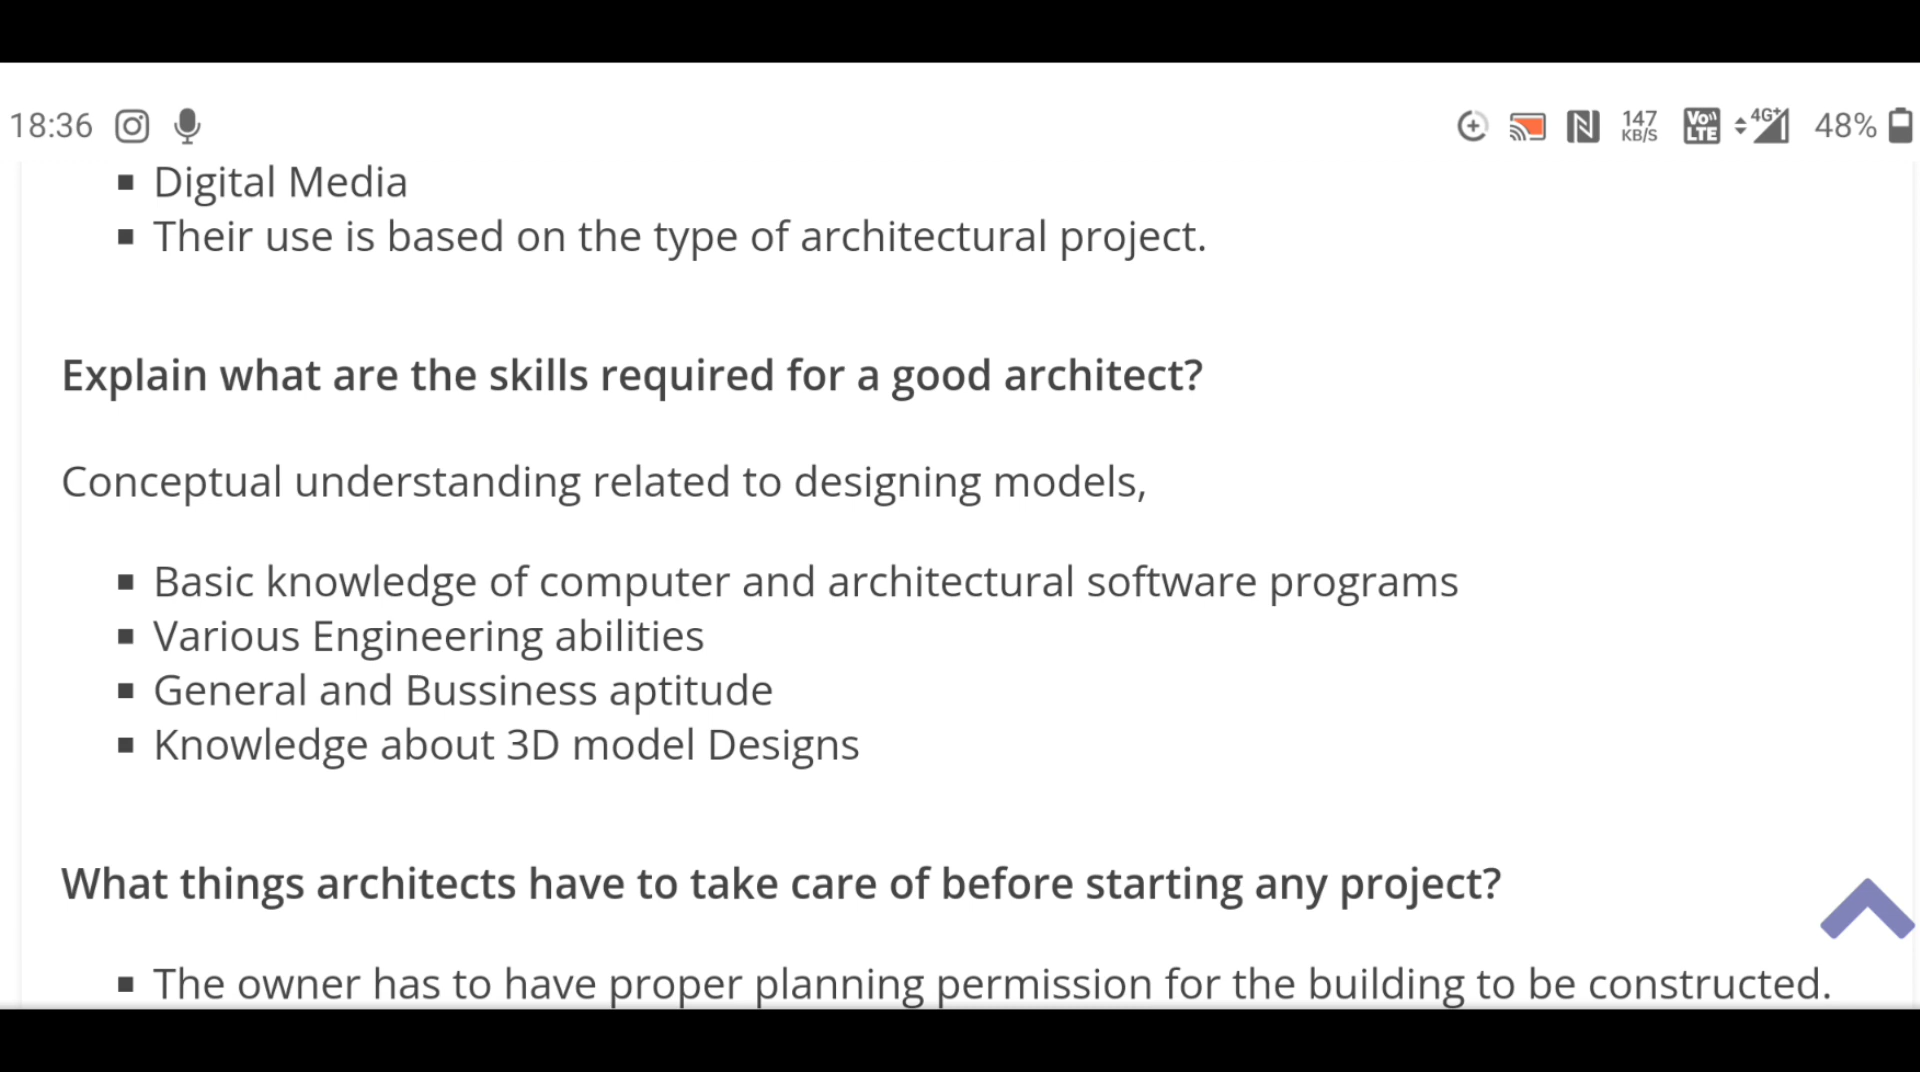 18:36 147 KB/S VoLTE 4G+ 48%
Digital Media
Their use is based on the type of architectural project.
Explain what are the skills required for a good architect?
Conceptual understanding related to designing models,
Basic knowledge of computer and architectural software programs
Various Engineering abilities
General and Bussiness aptitude
Knowledge about 3D model Designs
What things architects have to take care of before starting any project?
The owner has to have proper planning permission for the building to be constructed.